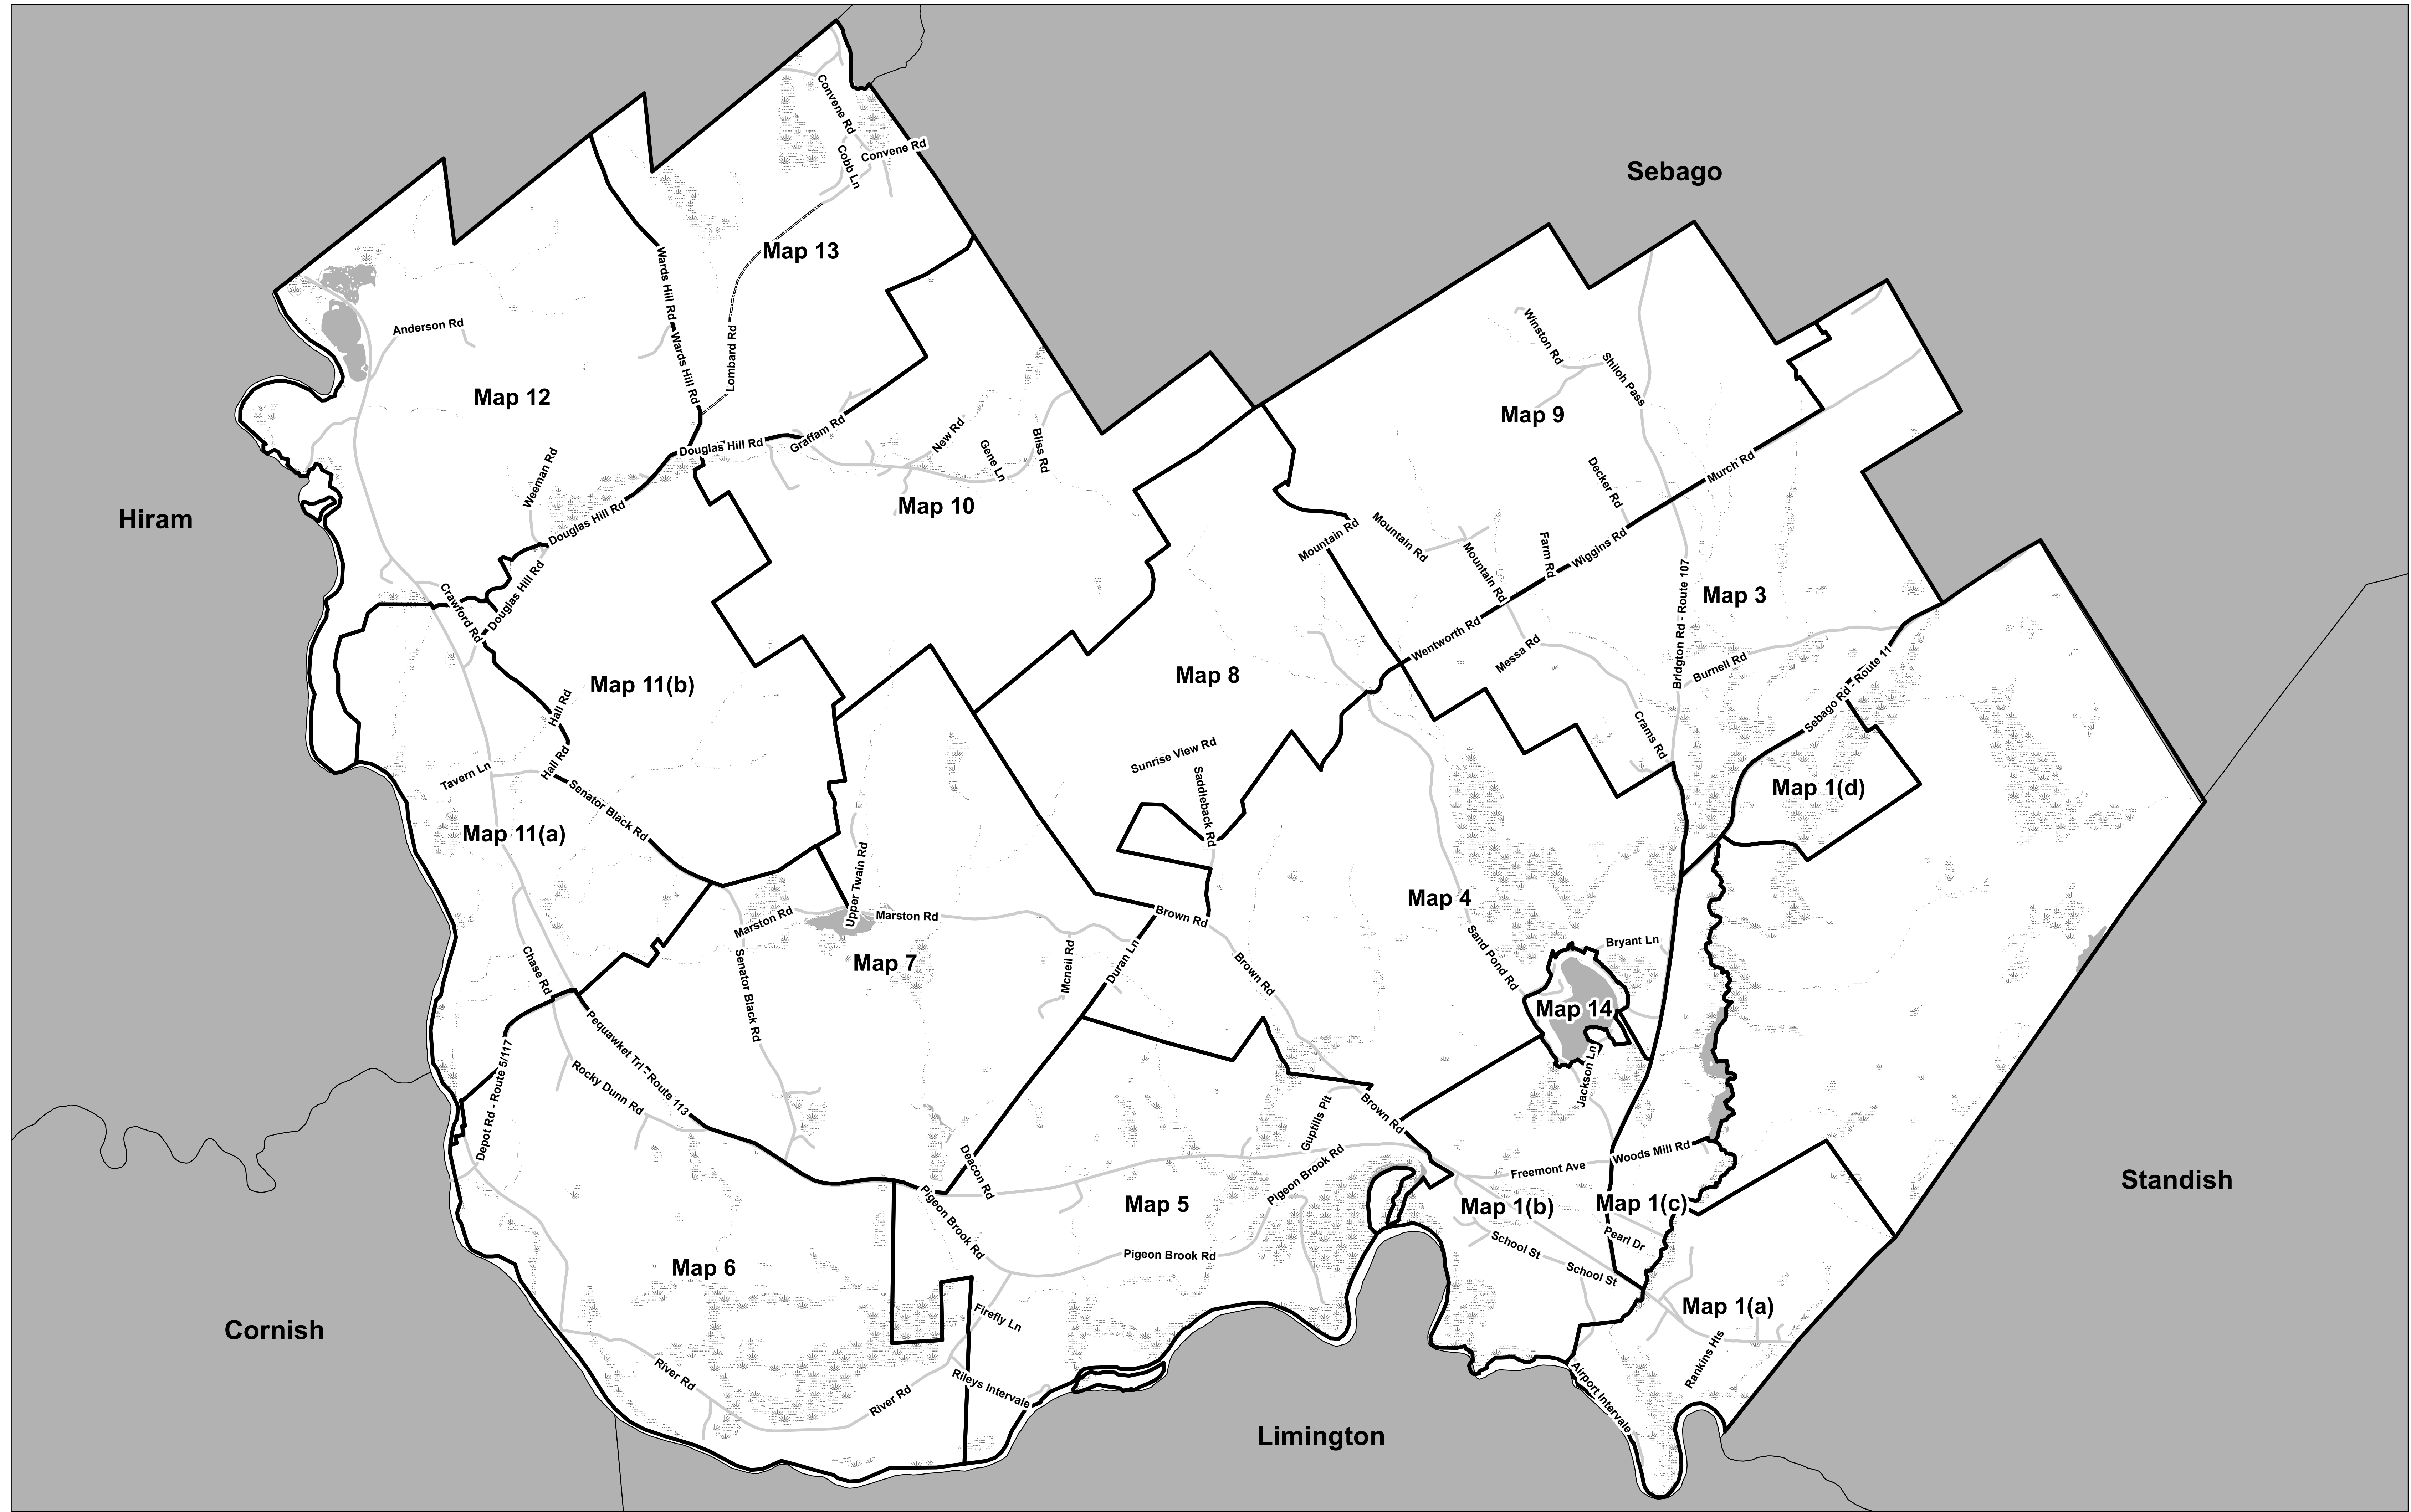 Convene Rd
Convene Rd
Cobb Ln
Sebago
Map 13
Wards Hill Rd
Wards Hill Rd
Lombard Rd
Anderson Rd
Map 12
Winston Rd
Shiloh Pass
Map 9
Douglas Hill Rd
Graffam Rd
New Rd
Gene Ln
Bliss Rd
Weeman Rd
Decker Rd
Murch Rd
Map 10
Hiram
Douglas Hill Rd
Mountain Rd
Mountain Rd
Mountain Rd
Farm Rd
Wiggins Rd
Crawford Rd
Douglas Hill Rd
Map 3
Bridgton Rd - Route 107
Wentworth Rd
Messa Rd
Burnell Rd
Map 11(b)
Map 8
Sebago Rd - Route 11
Hall Rd
Hall Rd
Crams Rd
Tavern Ln
Sunrise View Rd
Saddleback Rd
Map 1(d)
Senator Black Rd
Map 11(a)
Upper Twain Rd
Map 4
Marston Rd
Marston Rd
Brown Rd
Sand Pond Rd
Bryant Ln
Map 7
Chase Rd
Senator Black Rd
Mcneil Rd
Duran Ln
Brown Rd
Map 14
Pequawket Trl - Route 113
Depot Rd - Route 5/117
Rocky Dunn Rd
Jackson Ln
Guptills Pit
Brown Rd
Deacon Rd
Pigeon Brook Rd
Freemont Ave
Woods Mill Rd
Standish
Map 5
Map 1(b)
Map 1(c)
Pigeon Brook Rd
Pigeon Brook Rd
Pearl Dr
School St
School St
Map 6
Map 1(a)
Cornish
Firefly Ln
Rankins Hts
River Rd
River Rd
Rileys Intervale
Airport Intervale
Limington